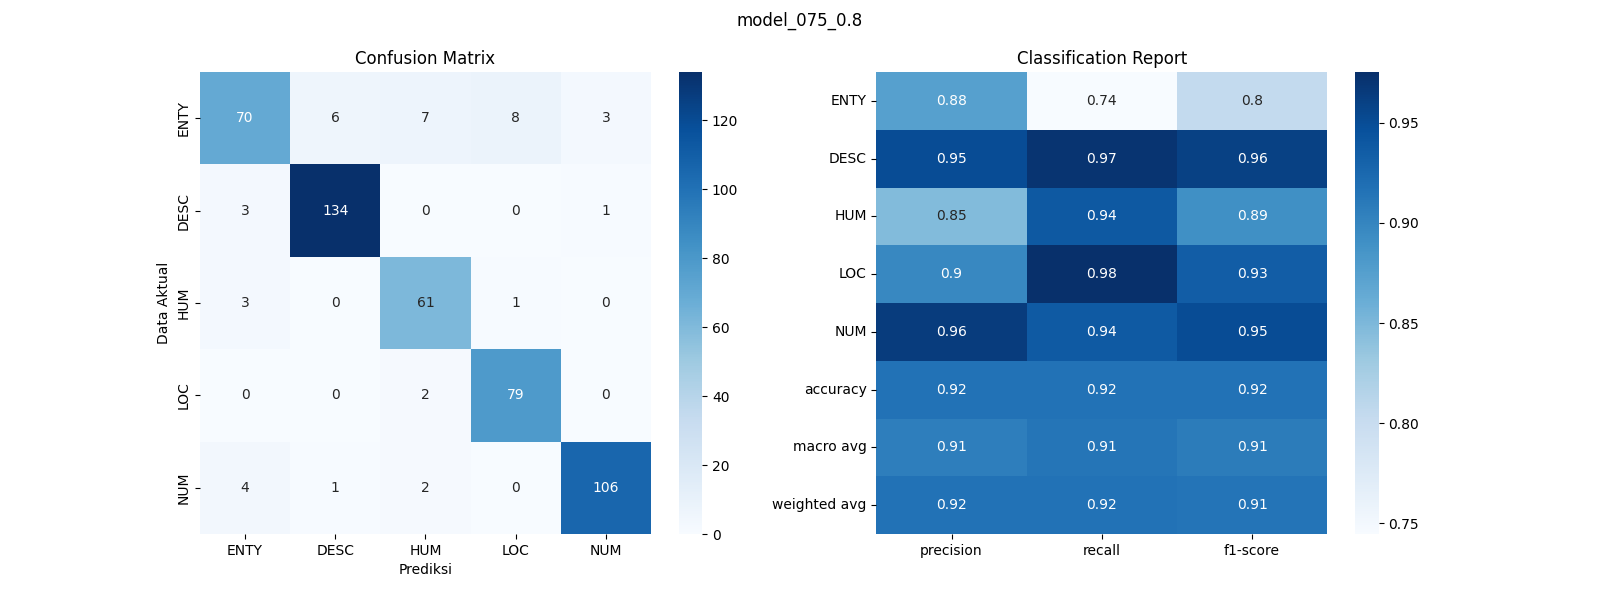 model_075_0.8
Confusion Matrix
ENTY 70 6 7 8 3
DESC 3 134 0 0 1
HUM 3 0 61 1 0
LOC 0 0 2 79 0
NUM 4 1 2 0 106
Data Aktual
ENTY DESC HUM LOC NUM
Prediksi
120
100
80
60
40
20
0
Classification Report
ENTY 0.88 0.74 0.8
DESC 0.95 0.97 0.96
HUM 0.85 0.94 0.89
LOC 0.9 0.98 0.93
NUM 0.96 0.94 0.95
accuracy 0.92 0.92 0.92
macro avg 0.91 0.91 0.91
weighted avg 0.92 0.92 0.91
precision recall f1-score
0.95
0.90
0.85
0.80
0.75